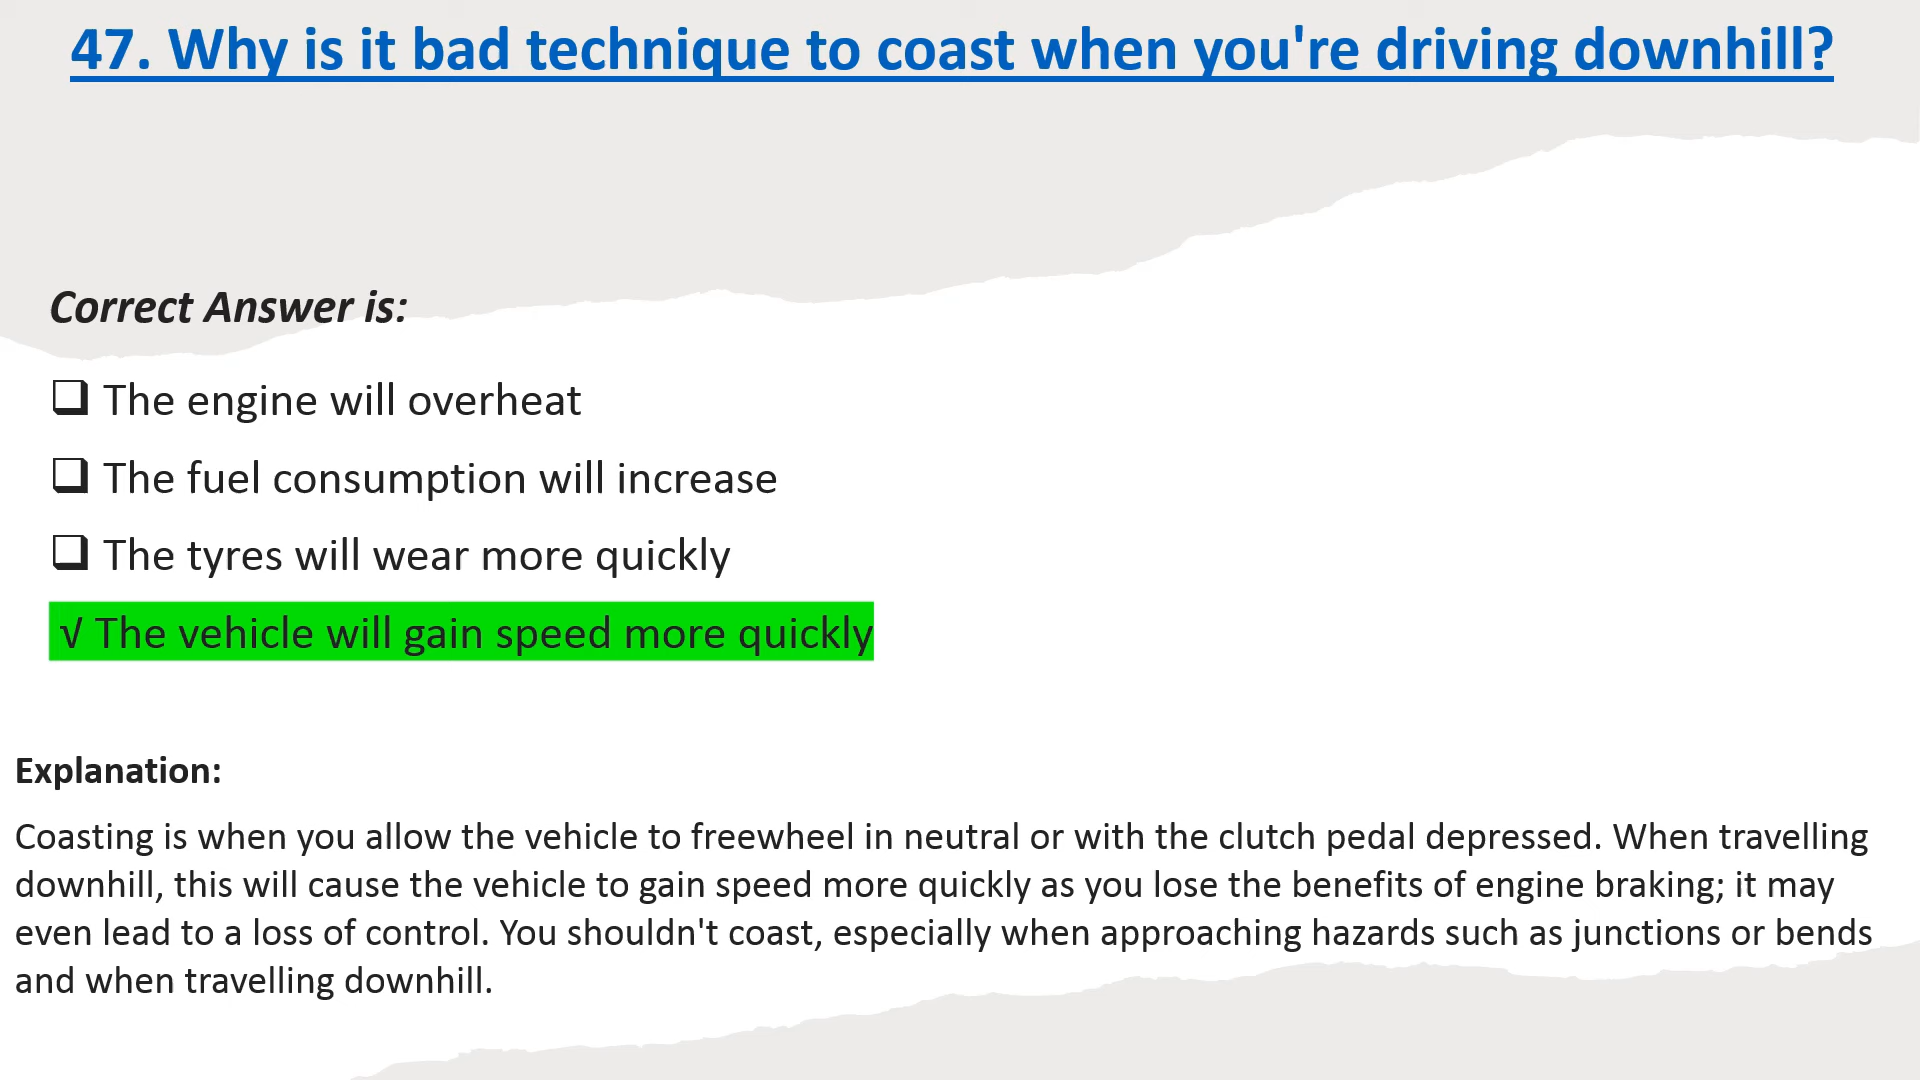 47. Why is it bad technique to coast when you're driving downhill?
Correct Answer is:
❑ The engine will overheat
❑ The fuel consumption will increase
❑ The tyres will wear more quickly
√ The vehicle will gain speed more quickly
Explanation:
Coasting is when you allow the vehicle to freewheel in neutral or with the clutch pedal depressed. When travelling
downhill, this will cause the vehicle to gain speed more quickly as you lose the benefits of engine braking; it may
even lead to a loss of control. You shouldn't coast, especially when approaching hazards such as junctions or bends
and when travelling downhill.